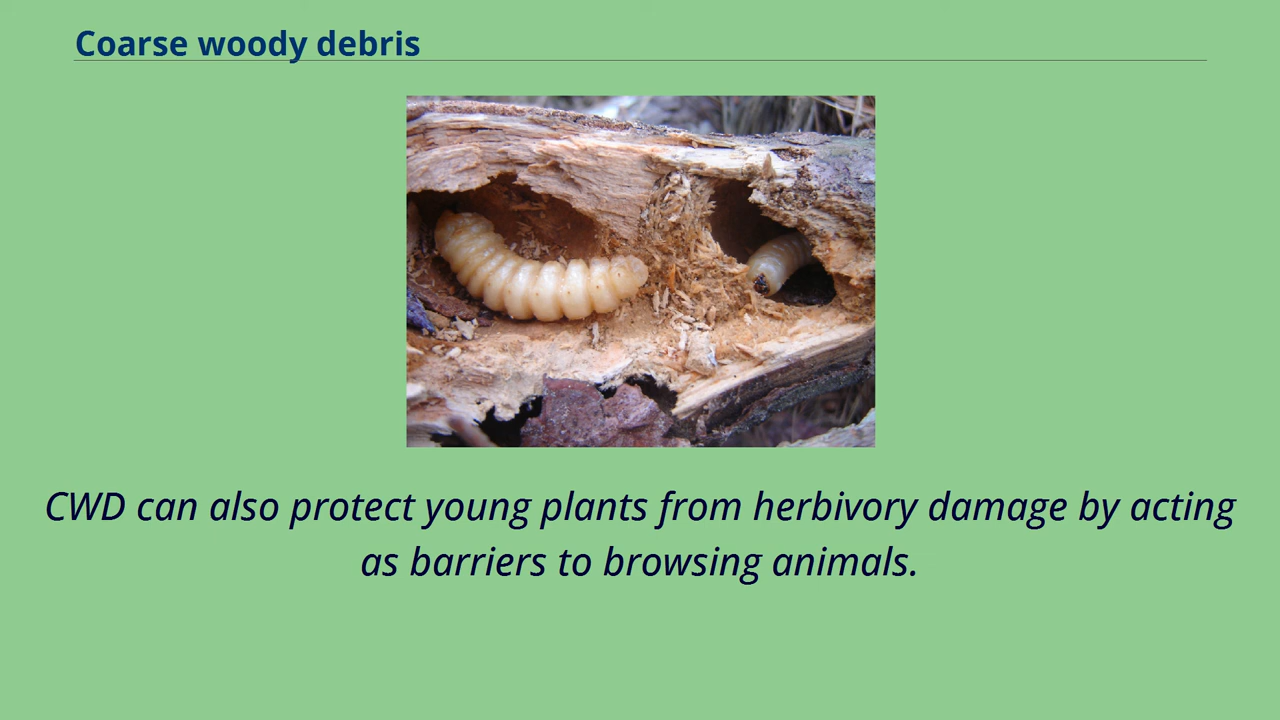 Coarse woody debris
CWD can also protect young plants from herbivory damage by acting
as barriers to browsing animals.